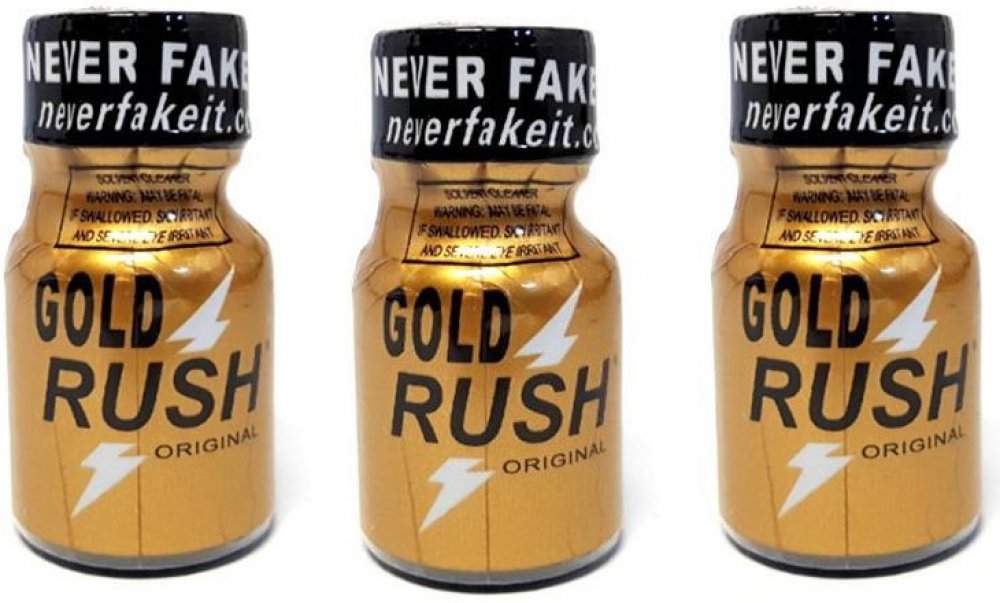 NEVER FAKE
neverfakeit.co
SOLVENT CLEANER
WARNING: MAY BE FATAL
IF SWALLOWED. SKIN IRRITANT
AND SEVERE EYE IRRITANT.
GOLD
RUSH
ORIGINAL
NEVER FAKE
neverfakeit.co
SOLVENT CLEANER
WARNING: MAY BE FATAL
IF SWALLOWED. SKIN IRRITANT
AND SEVERE EYE IRRITANT.
GOLD
RUSH
ORIGINAL
NEVER FAKE
neverfakeit.co
SOLVENT CLEANER
WARNING: MAY BE FATAL
IF SWALLOWED. SKIN IRRITANT
AND SEVERE EYE IRRITANT.
GOLD
RUSH
ORIGINAL